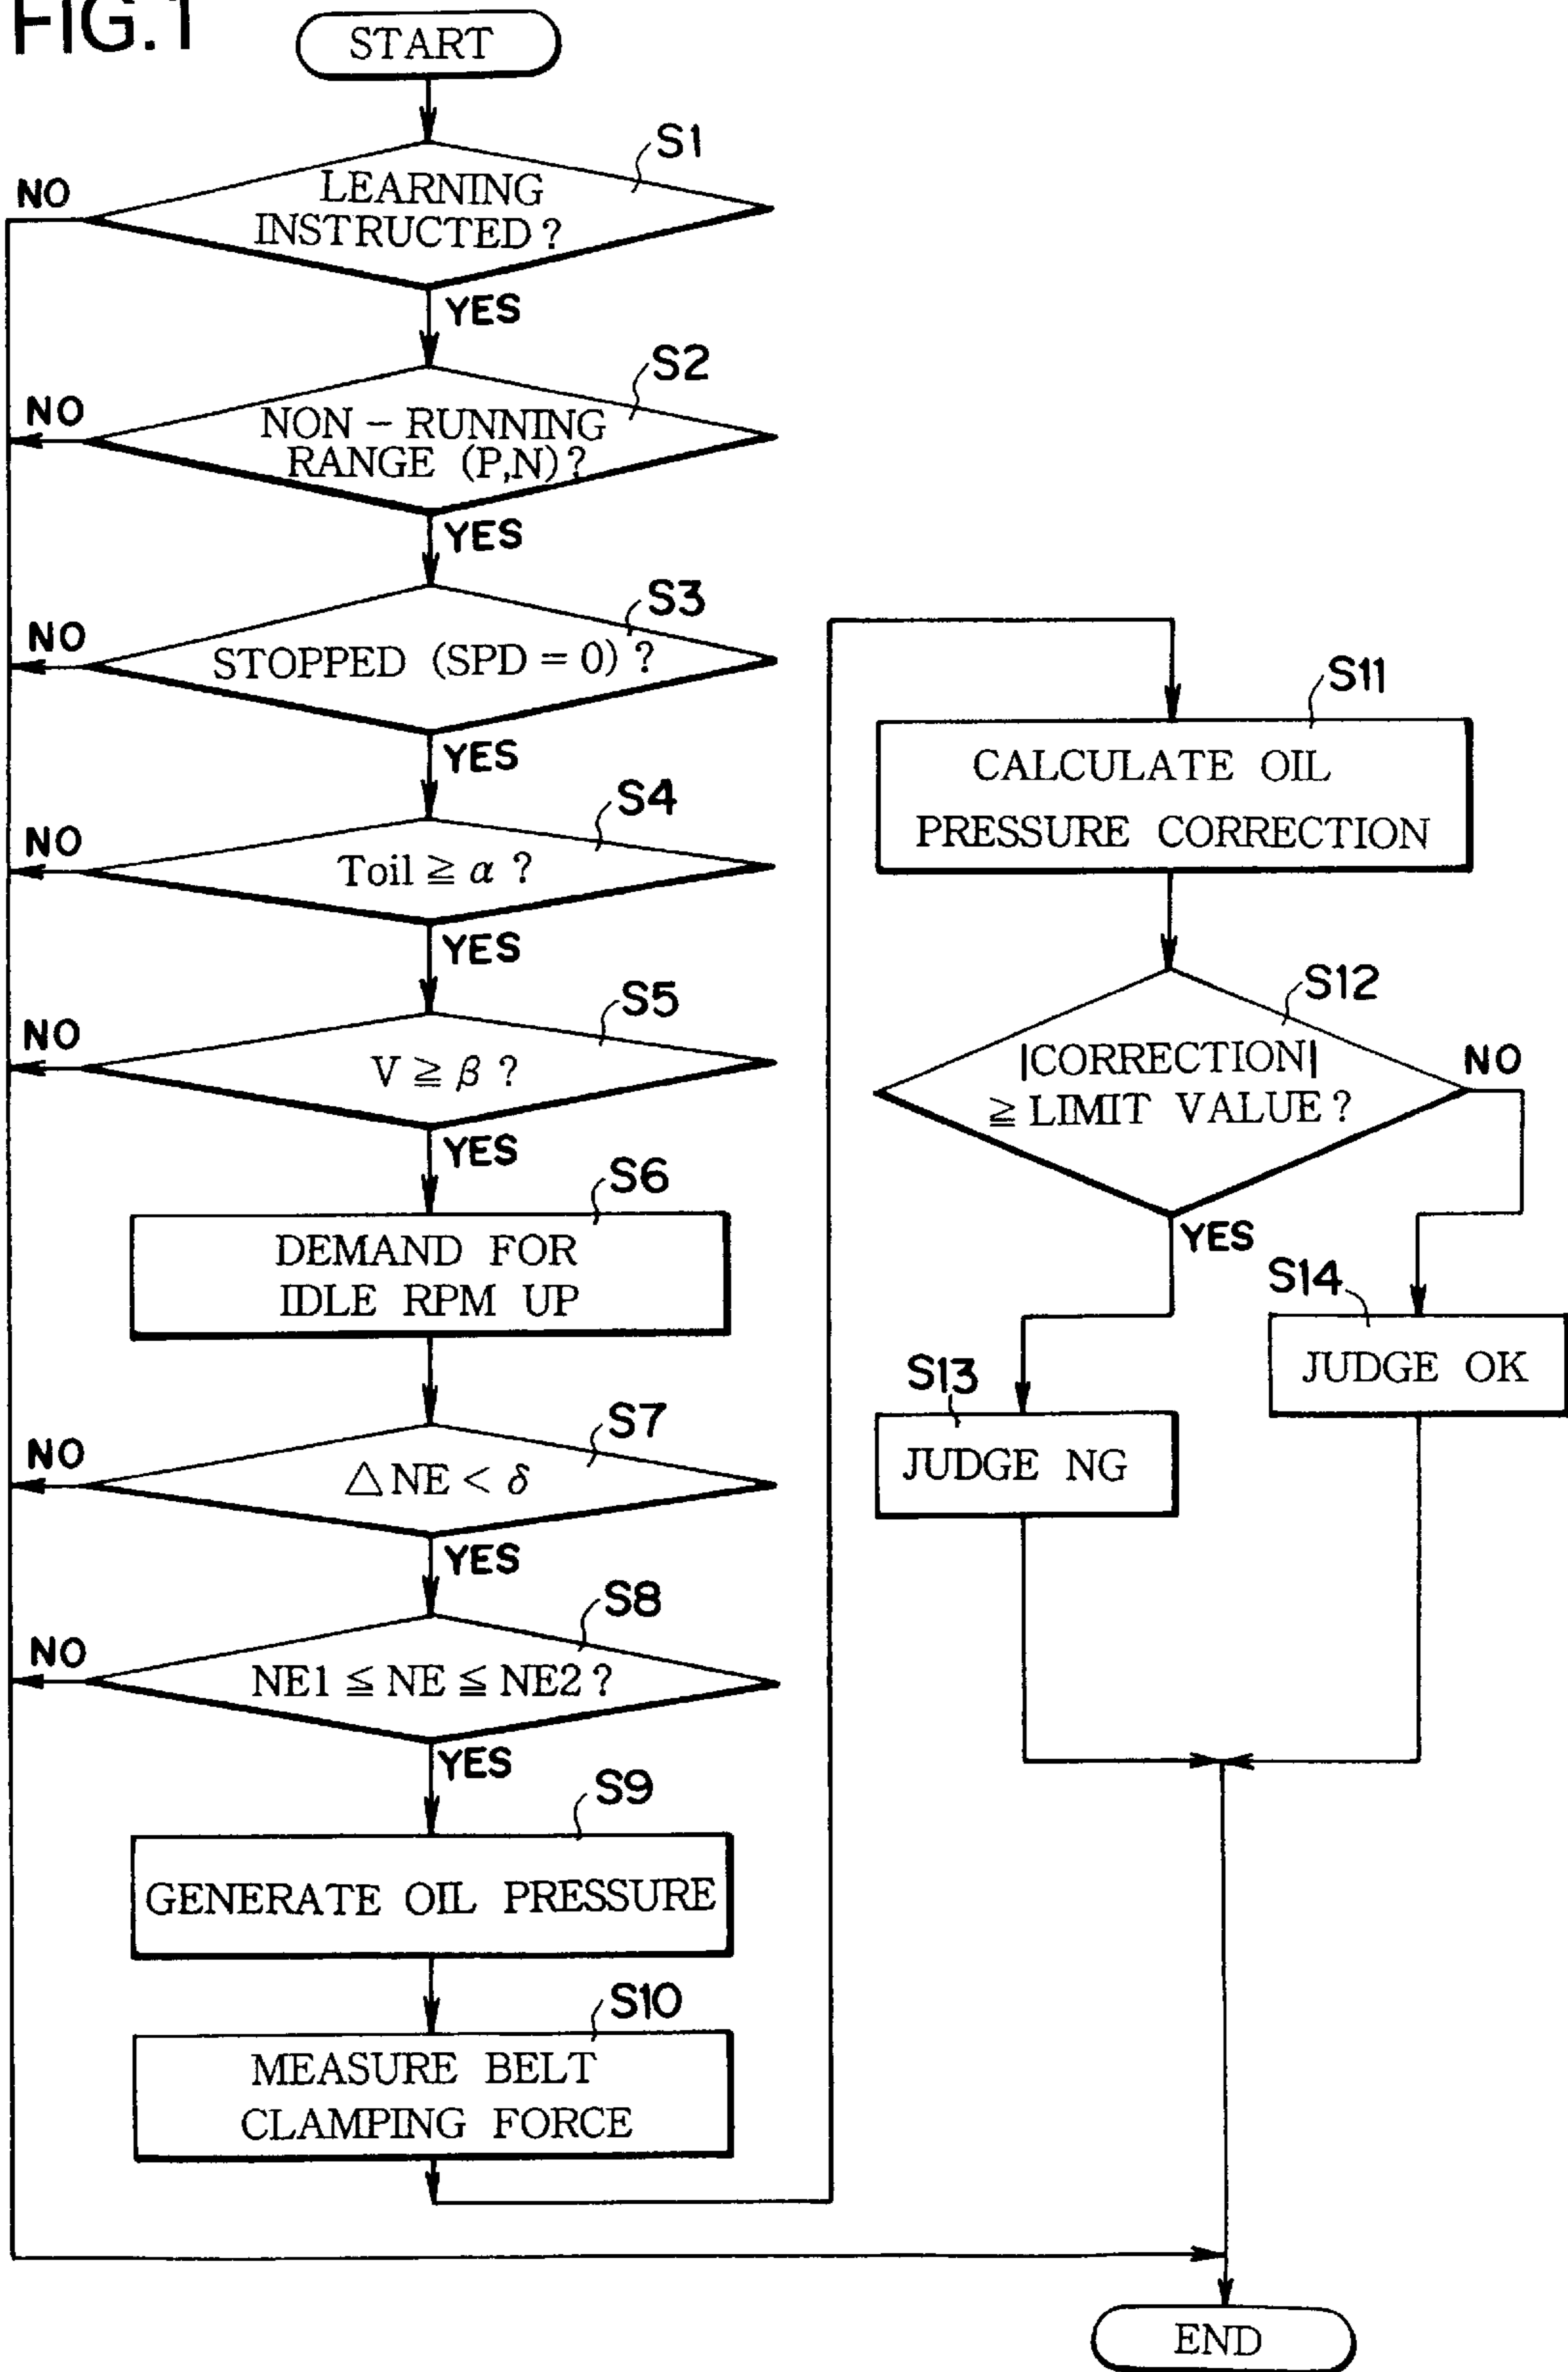 FIG.1
START
S1
NO
LEARNING
INSTRUCTED?
YES
S2
NO
NON-RUNNING
RANGE (P,N)?
YES
S3
NO
STOPPED (SPD = 0) ?
YES
S4
NO
Toil ≧ α ?
YES
S5
NO
V ≧ β ?
YES
S6
DEMAND FOR
IDLE RPM UP
S7
NO
△NE < δ
YES
S8
NO
NE1 ≦ NE ≦ NE2 ?
YES
S9
GENERATE OIL PRESSURE
S10
MEASURE BELT
CLAMPING FORCE
S11
CALCULATE OIL
PRESSURE CORRECTION
S12
|CORRECTION|
≧ LIMIT VALUE ?
NO
YES
S14
JUDGE OK
S13
JUDGE NG
END